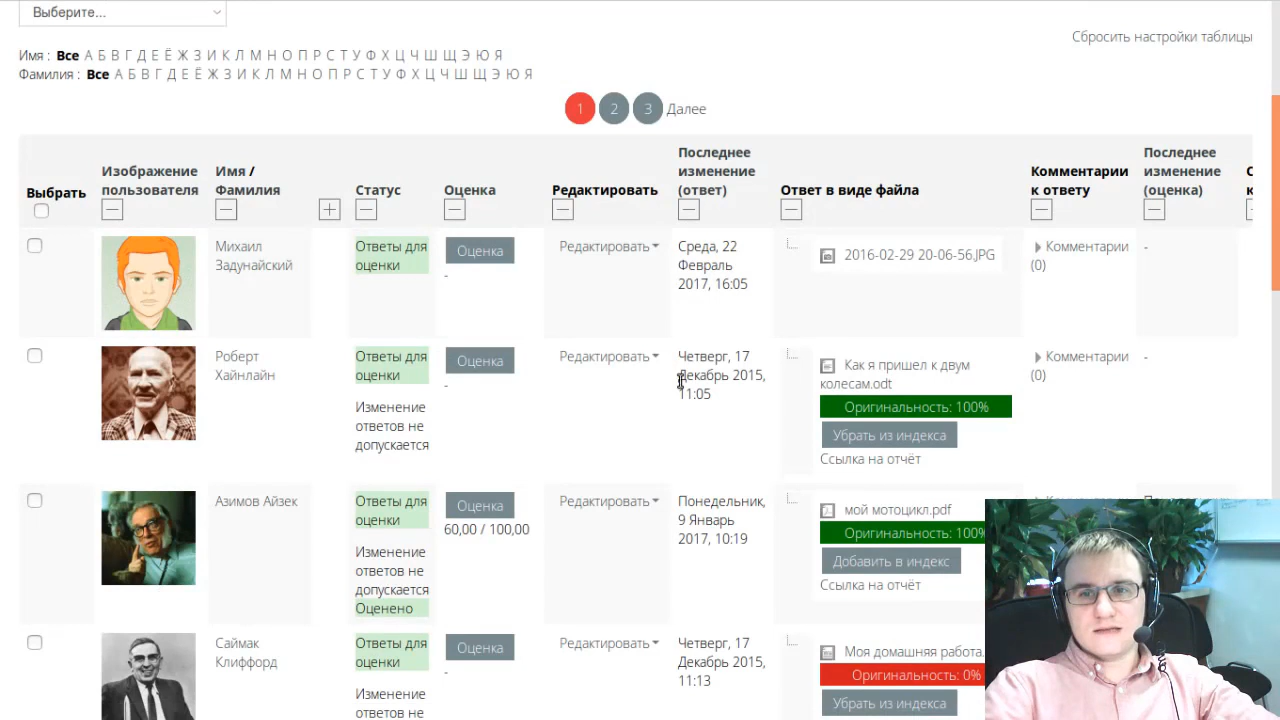 Выберите...
Сбросить настройки таблицы
Имя : Все А Б В Г Д Е Ё Ж З И К Л М Н О П Р С Т У Ф Х Ц Ч Ш Щ Э Ю Я
Фамилия : Все А Б В Г Д Е Ё Ж З И К Л М Н О П Р С Т У Ф Х Ц Ч Ш Щ Э Ю Я
1 2 3 Далее
Выбрать
Изображение
пользователя
Имя /
Фамилия
Статус
Оценка
Редактировать
Последнее
изменение
(ответ)
Ответ в виде файла
Комментарии
к ответу
Последнее
изменение
(оценка)
Михаил
Задунайский
Ответы для
оценки
Оценка
-
Редактировать
Среда, 22
Февраль
2017, 16:05
2016-02-29 20-06-56.JPG
Комментарии
(0)
-
Роберт
Хайнлайн
Ответы для
оценки
Изменение
ответов не
допускается
Оценка
-
Редактировать
Четверг, 17
Декабрь 2015,
11:05
Как я пришел к двум
колесам.odt
Оригинальность: 100%
Убрать из индекса
Ссылка на отчёт
Комментарии
(0)
-
Азимов Айзек
Ответы для
оценки
Изменение
ответов не
допускается
Оценено
Оценка
60,00 / 100,00
Редактировать
Понедельник,
9 Январь
2017, 10:19
мой мотоцикл.pdf
Оригинальность: 100%
Добавить в индекс
Ссылка на отчёт
Саймак
Клиффорд
Ответы для
оценки
Изменение
ответов не
Оценка
-
Редактировать
Четверг, 17
Декабрь 2015,
11:13
Моя домашняя работа.
Оригинальность: 0%
Убрать из индекса